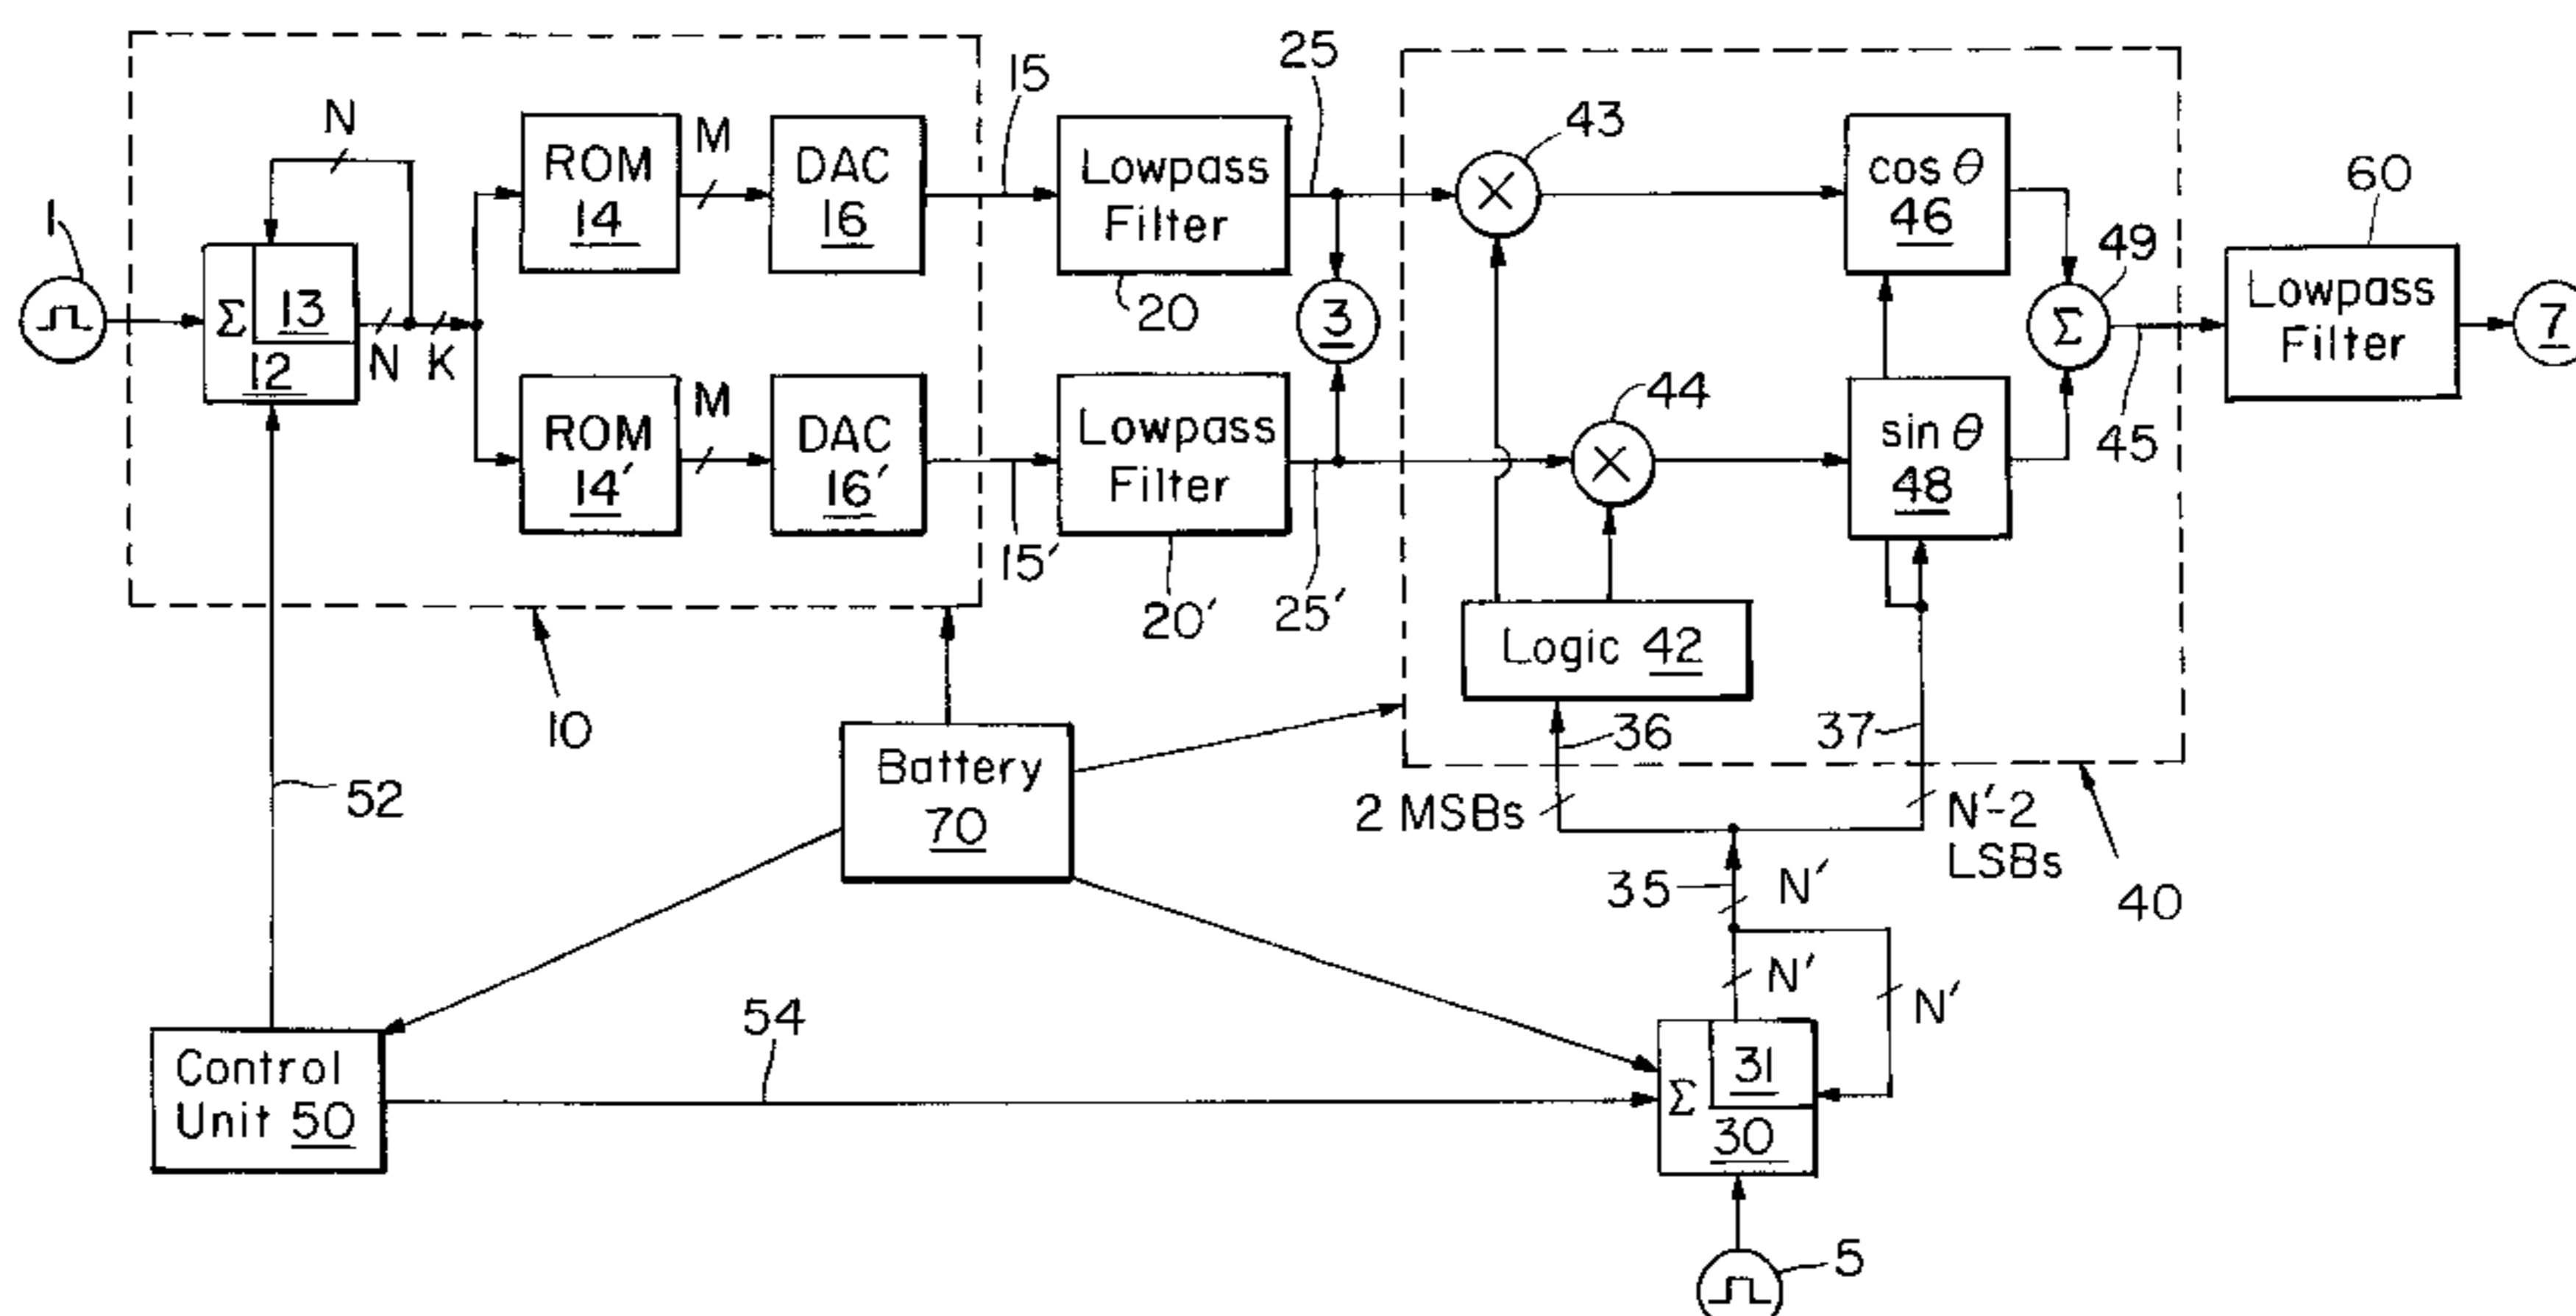 1
N
Σ
13
12
N
K
ROM
14
M
DAC
16
15
Lowpass
Filter
20
25
3
ROM
14′
M
DAC
16′
15′
Lowpass
Filter
20′
25′
10
43
×
44
×
cos θ
46
sin θ
48
49
Σ
45
60
Lowpass
Filter
7
Logic 42
36
37
2 MSBs
N′-2
LSBs
40
35
N′
N′
N′
Battery
70
52
Control
Unit 50
54
Σ
31
30
5